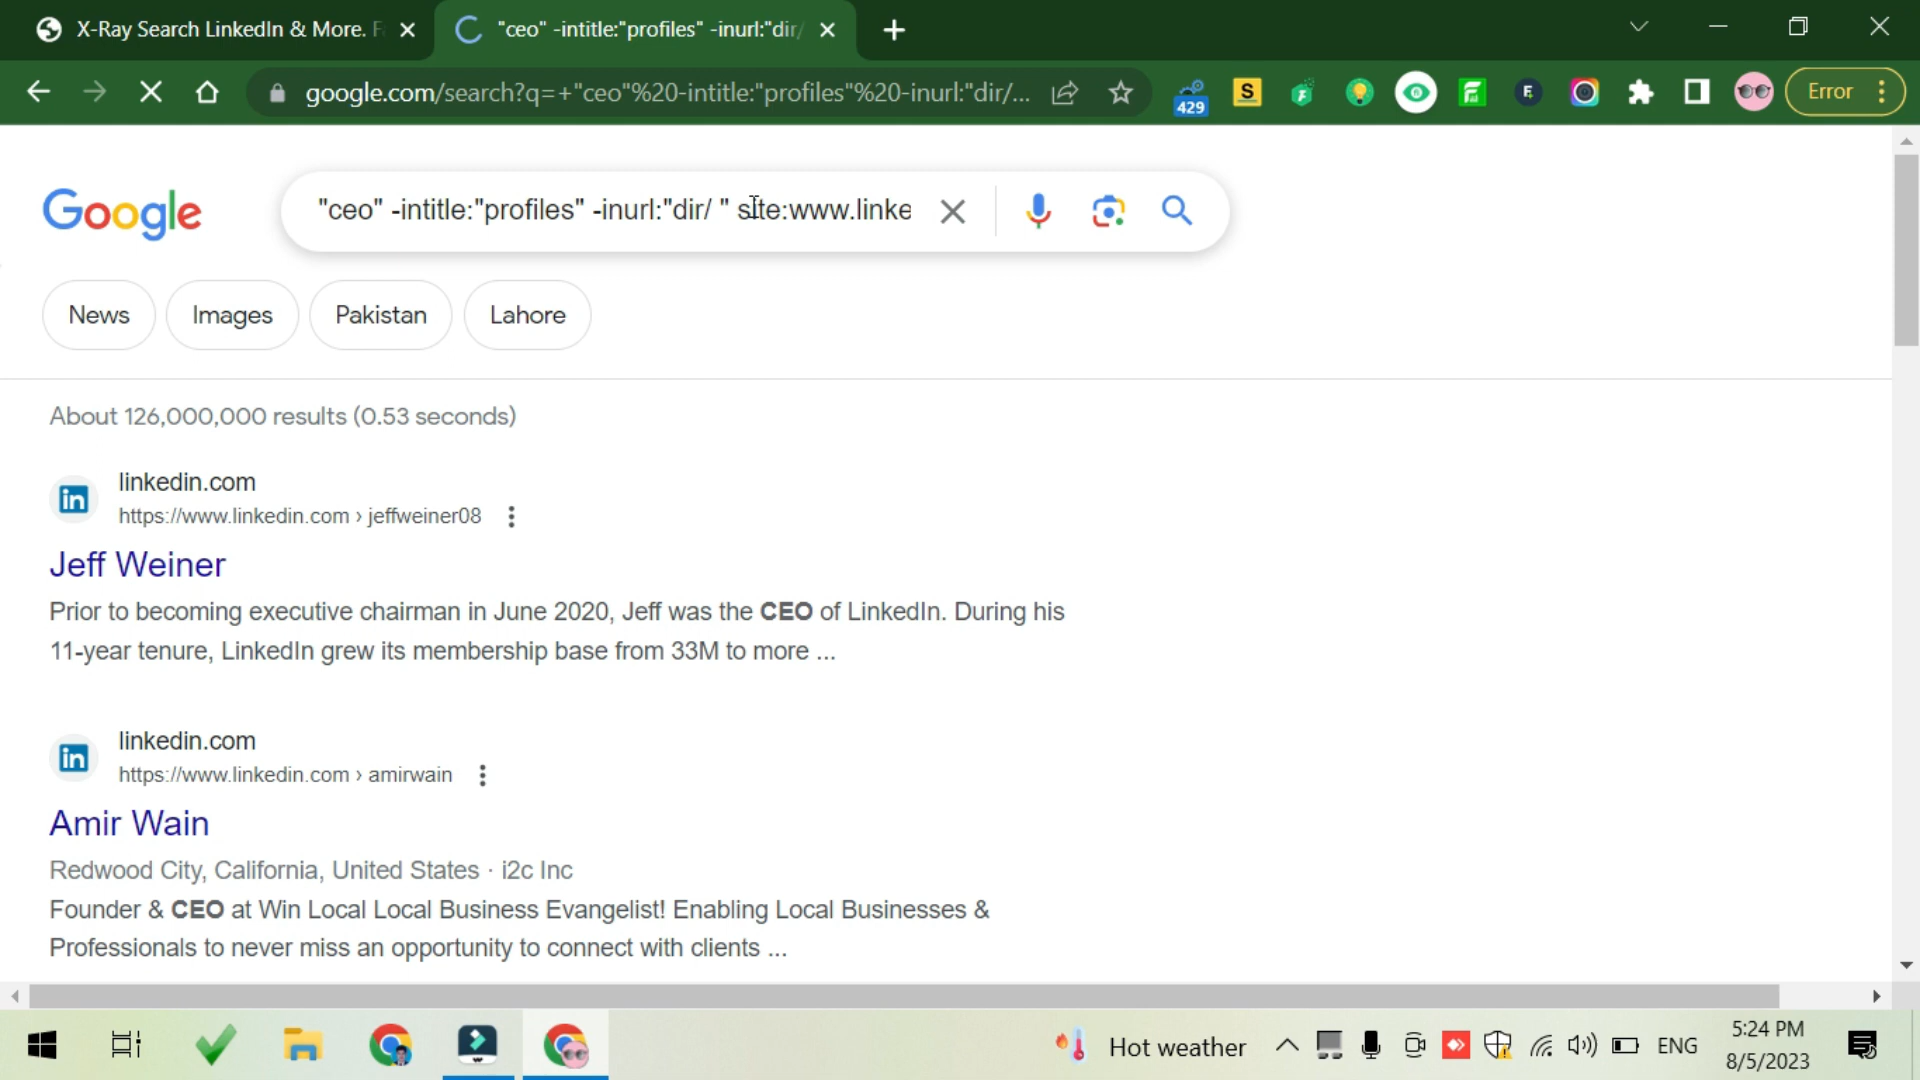 X-Ray Search LinkedIn & More. F
"ceo" -intitle:"profiles" -inurl:"dir/
google.com/search?q=+"ceo"%20-intitle:"profiles"%20-inurl:"dir/...
429
S
Error
Google
"ceo" -intitle:"profiles" -inurl:"dir/ " site:www.linke
News
Images
Pakistan
Lahore
About 126,000,000 results (0.53 seconds)
in
linkedin.com
https://www.linkedin.com › jeffweiner08
Jeff Weiner
Prior to becoming executive chairman in June 2020, Jeff was the CEO of LinkedIn. During his
11-year tenure, LinkedIn grew its membership base from 33M to more ...
in
linkedin.com
https://www.linkedin.com › amirwain
Amir Wain
Redwood City, California, United States · i2c Inc
Founder & CEO at Win Local Local Business Evangelist! Enabling Local Businesses &
Professionals to never miss an opportunity to connect with clients ...
Hot weather
ENG
5:24 PM
8/5/2023